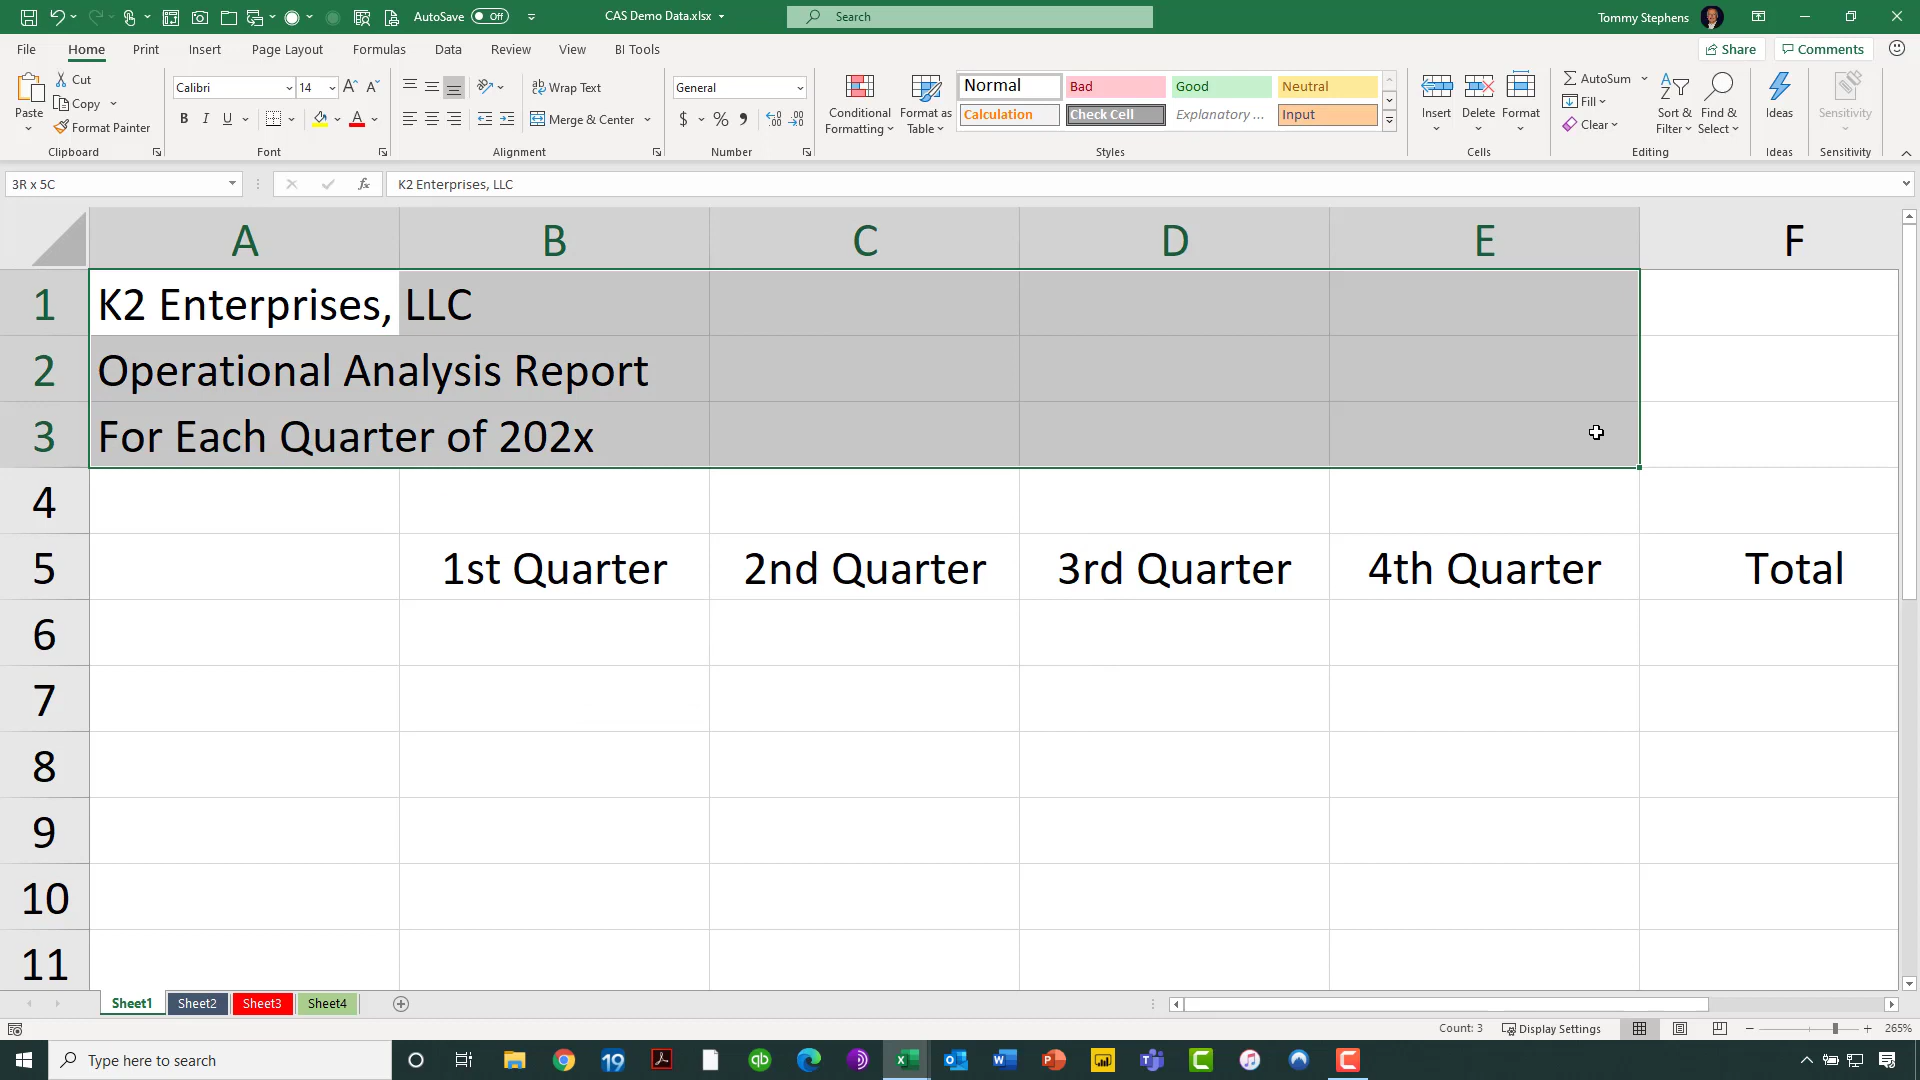 AutoSave Off
CAS Demo Data.xlsx
Search
Tommy Stephens
File Home Print Insert Page Layout Formulas Data Review View BI Tools
Share Comments
Paste
Cut
Copy
Format Painter
Clipboard
Calibri 14
B I U
Font
Wrap Text
Merge & Center
Alignment
General
$ % 9
Number
Conditional Formatting
Format as Table
Normal Bad Good Neutral
Calculation Check Cell Explanatory ... Input
Styles
Insert Delete Format
Cells
AutoSum
Fill
Clear
Sort & Filter
Find & Select
Editing
Ideas
Ideas
Sensitivity
Sensitivity
3R x 5C
fx
K2 Enterprises, LLC
A B C D E F
1 K2 Enterprises, LLC
2 Operational Analysis Report
3 For Each Quarter of 202x
4
5 1st Quarter 2nd Quarter 3rd Quarter 4th Quarter Total
6
7
8
9
10
11
Sheet1 Sheet2 Sheet3 Sheet4
Count: 3 Display Settings 265%
Type here to search
19